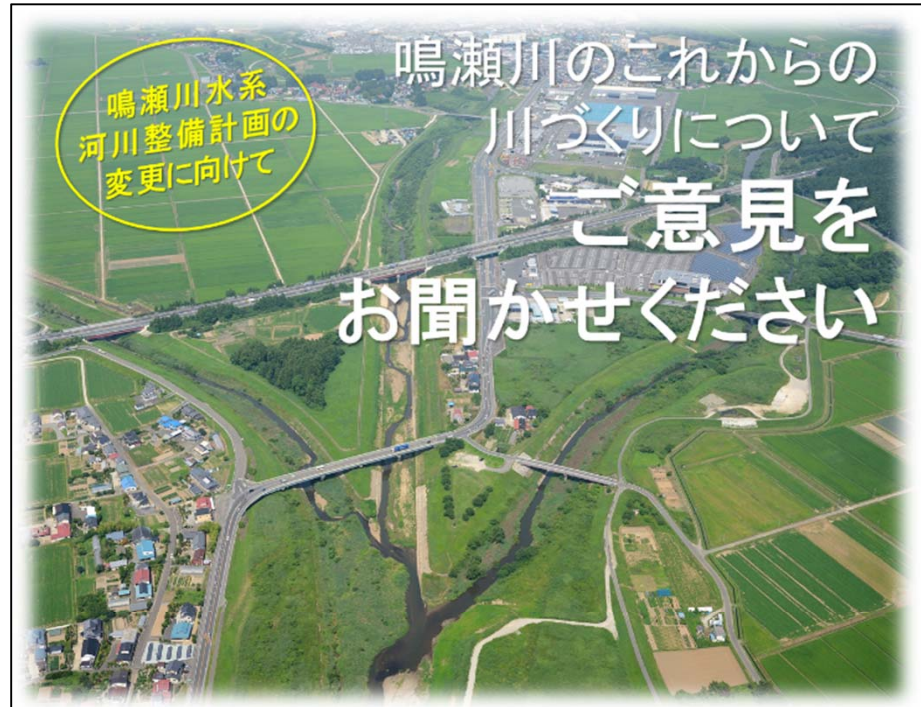 鳴瀬川水系
河川整備計画の
変更に向けて
鳴瀬川のこれからの
川づくりについて
ご意見を
お聞かせください